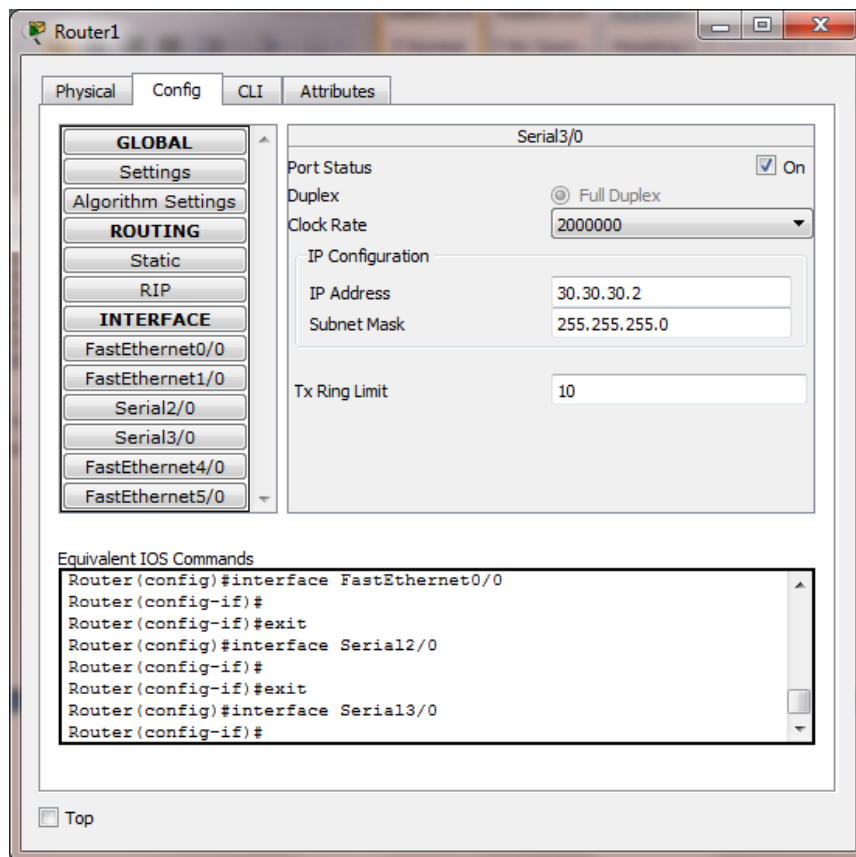 Router1
Physical Config CLI Attributes
GLOBAL
Settings
Algorithm Settings
ROUTING
Static
RIP
INTERFACE
FastEthernet0/0
FastEthernet1/0
Serial2/0
Serial3/0
FastEthernet4/0
FastEthernet5/0
Serial3/0
Port Status On
Duplex Full Duplex
Clock Rate 2000000
IP Configuration
IP Address 30.30.30.2
Subnet Mask 255.255.255.0
Tx Ring Limit 10
Equivalent IOS Commands
Router(config)#interface FastEthernet0/0
Router(config-if)#
Router(config-if)#exit
Router(config)#interface Serial2/0
Router(config-if)#
Router(config-if)#exit
Router(config)#interface Serial3/0
Router(config-if)#
Top